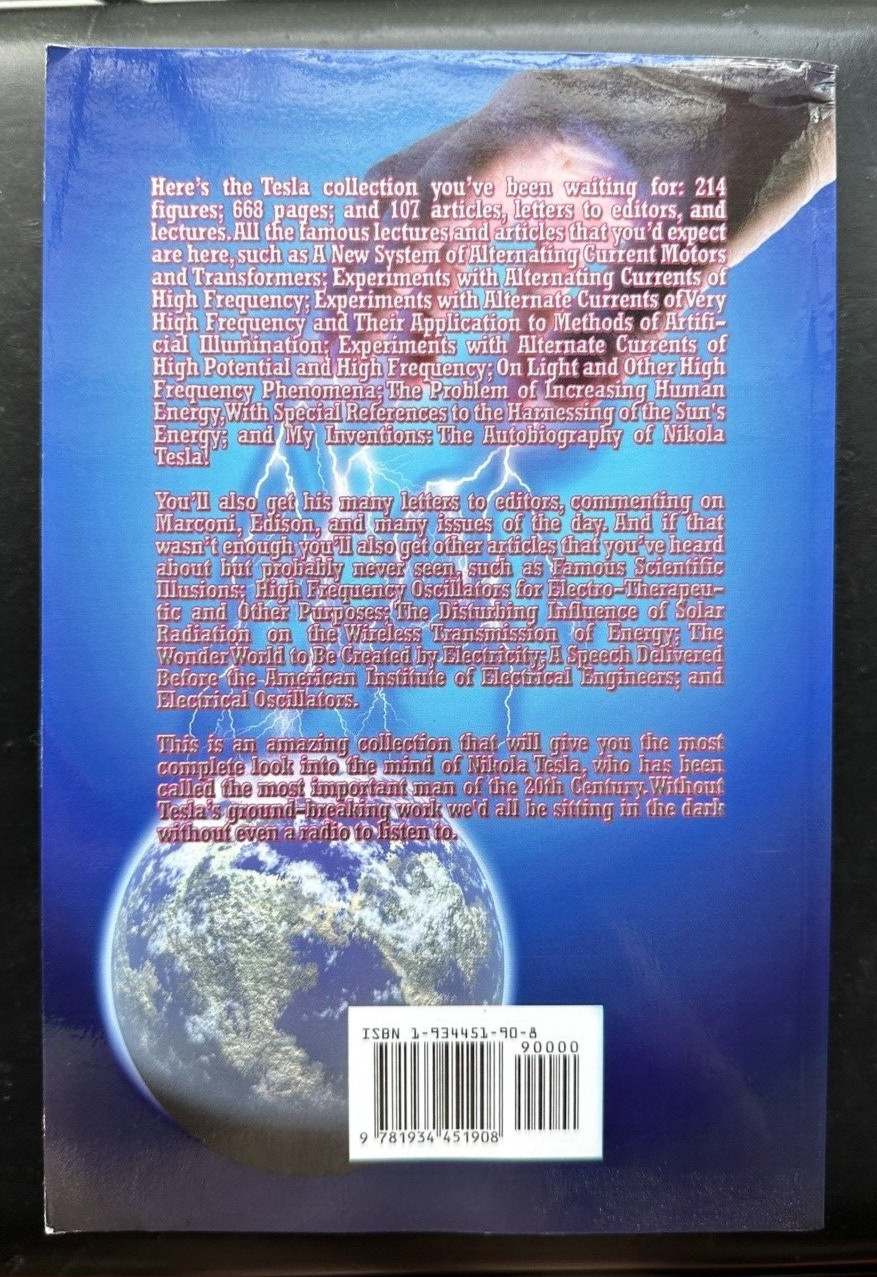 Here's the Tesla collection you've been waiting for: 214
figures; 668 pages; and 107 articles, letters to editors, and
lectures. All the famous lectures and articles that you'd expect
are here, such as A New System of Alternating Current Motors
and Transformers; Experiments with Alternating Currents of
High Frequency; Experiments with Alternate Currents of Very
High Frequency and Their Application to Methods of Artifi-
cial Illumination; Experiments with Alternate Currents of
High Potential and High Frequency; On Light and Other High
Frequency Phenomena; The Problem of Increasing Human
Energy, With Special References to the Harnessing of the Sun's
Energy; and My Inventions: The Autobiography of Nikola
Tesla!
You'll also get his many letters to editors, commenting on
Marconi, Edison, and many issues of the day. And if that
wasn't enough you'll also get other articles that you've heard
about but probably never seen such as Famous Scientific
Illusions; High Frequency Oscillators for Electro-Therapeu-
tic and Other Purposes; The Disturbing Influence of Solar
Radiation on the Wireless Transmission of Energy; The
Wonder World to Be Created by Electricity; A Speech Delivered
Before the American Institute of Electrical Engineers; and
Electrical Oscillators.
This is an amazing collection that will give you the most
complete look into the mind of Nikola Tesla, who has been
called the most important man of the 20th Century. Without
Tesla's ground-breaking work we'd all be sitting in the dark
without even a radio to listen to.
ISBN 1-934451-90-8
90000
9 781934 451908